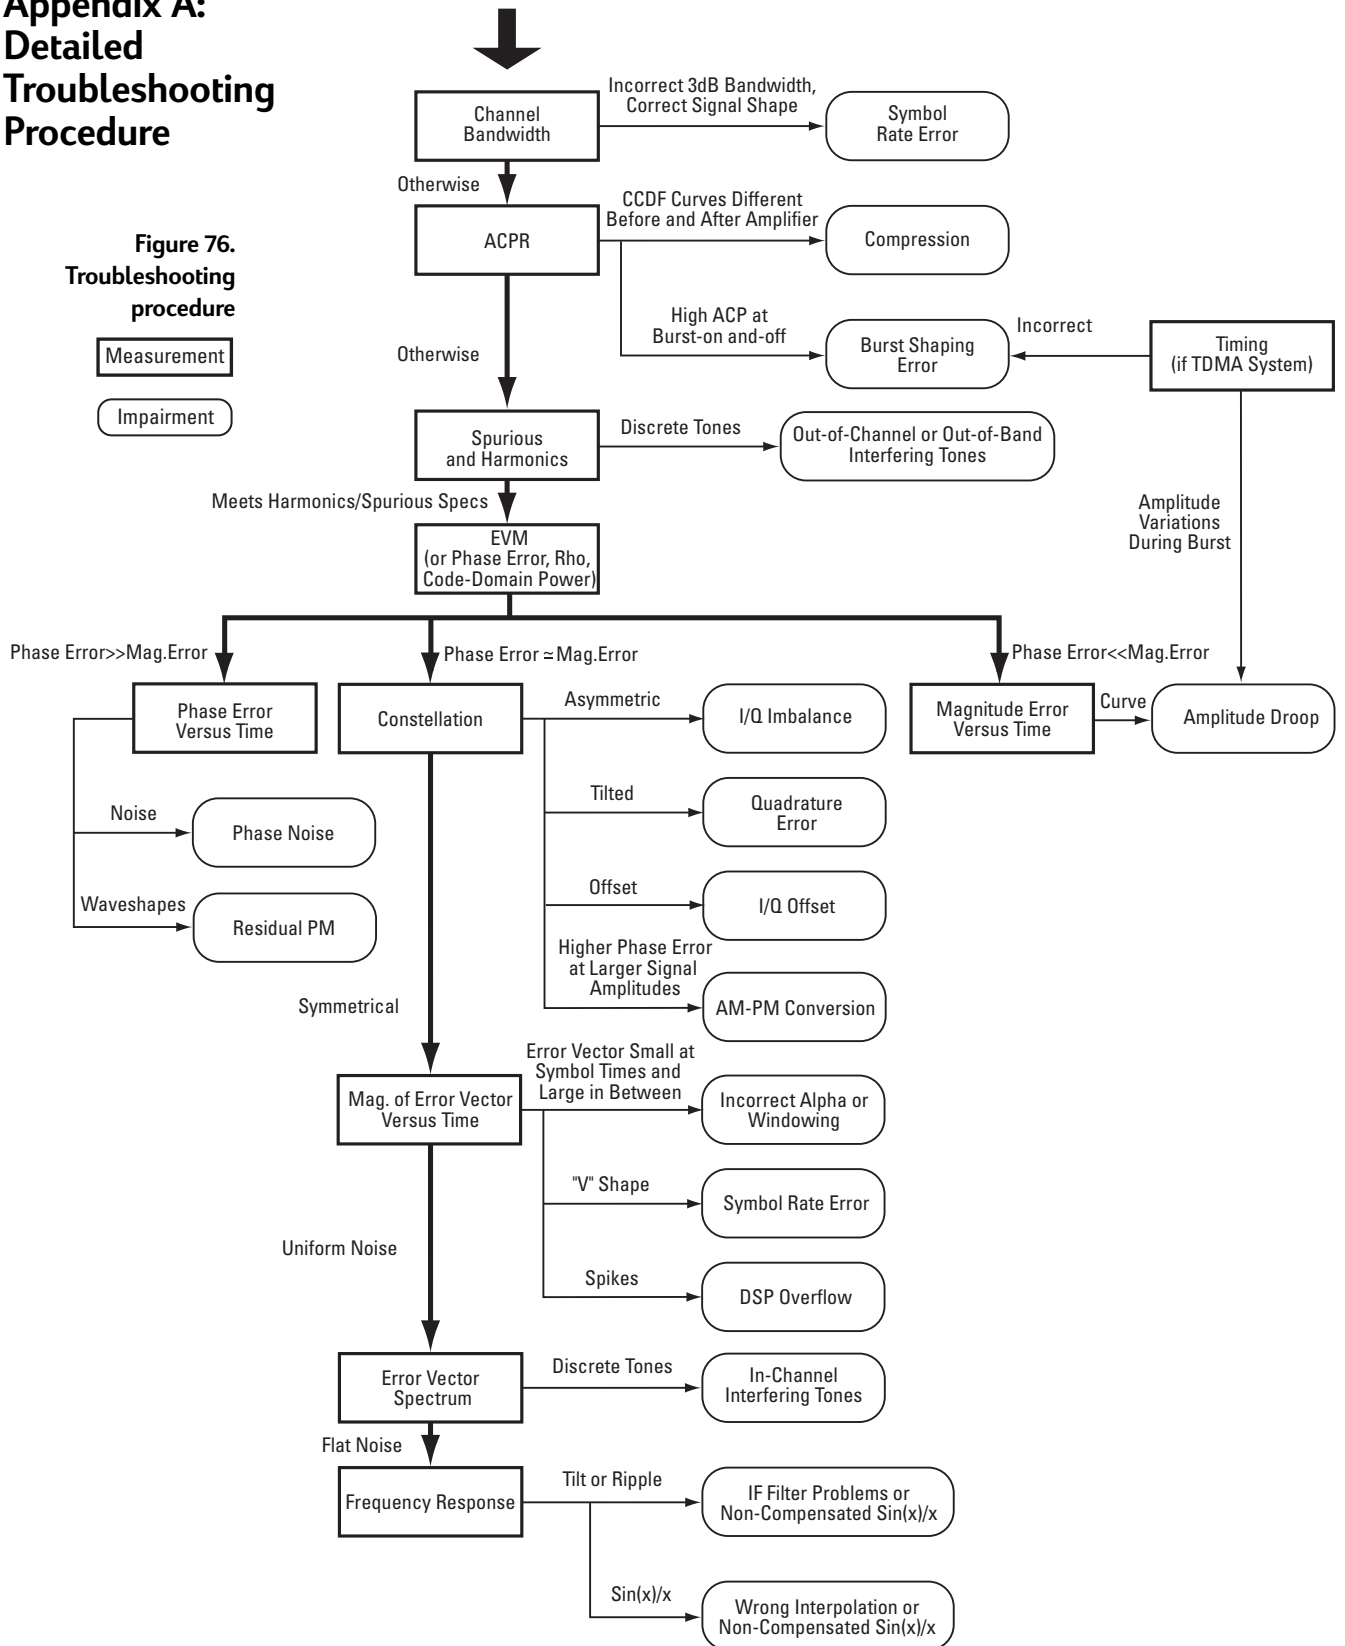 Appendix A:
Detailed
Troubleshooting
Procedure
Figure 76.
Troubleshooting
procedure
Measurement
Impairment
Channel
Bandwidth
Incorrect 3dB Bandwidth,
Correct Signal Shape
Symbol
Rate Error
Otherwise
ACPR
CCDF Curves Different
Before and After Amplifier
Compression
High ACP at
Burst-on and-off
Burst Shaping
Error
Incorrect
Timing
(if TDMA System)
Otherwise
Spurious
and Harmonics
Discrete Tones
Out-of-Channel or Out-of-Band
Interfering Tones
Amplitude
Variations
During Burst
Meets Harmonics/Spurious Specs
EVM
(or Phase Error, Rho,
Code-Domain Power)
Phase Error>>Mag.Error
Phase Error ≃ Mag.Error
Phase Error<<Mag.Error
Phase Error
Versus Time
Noise
Phase Noise
Waveshapes
Residual PM
Constellation
Asymmetric
I/Q Imbalance
Tilted
Quadrature
Error
Offset
I/Q Offset
Higher Phase Error
at Larger Signal
Amplitudes
AM-PM Conversion
Magnitude Error
Versus Time
Curve
Amplitude Droop
Symmetrical
Mag. of Error Vector
Versus Time
Error Vector Small at
Symbol Times and
Large in Between
Incorrect Alpha or
Windowing
"V" Shape
Symbol Rate Error
Spikes
DSP Overflow
Uniform Noise
Error Vector
Spectrum
Discrete Tones
In-Channel
Interfering Tones
Flat Noise
Frequency Response
Tilt or Ripple
IF Filter Problems or
Non-Compensated Sin(x)/x
Sin(x)/x
Wrong Interpolation or
Non-Compensated Sin(x)/x